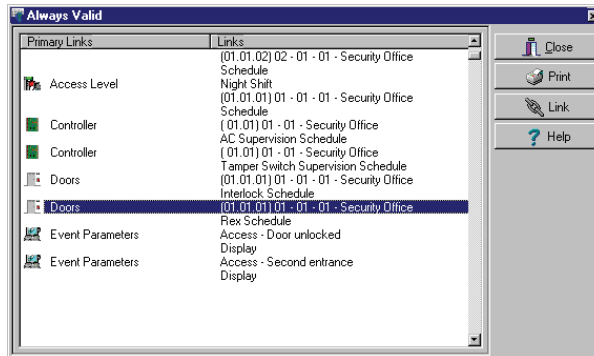 Always Valid
Primary Links Links
(01.01.02) 02 - 01 - 01 - Security Office
Schedule
Access Level Night Shift
(01.01.01) 01 - 01 - 01 - Security Office
Schedule
Controller ( 01.01) 01 - 01 - Security Office
AC Supervision Schedule
Controller ( 01.01) 01 - 01 - Security Office
Tamper Switch Supervision Schedule
Doors (01.01.01) 01 - 01 - 01 - Security Office
Interlock Schedule
Doors (01.01.01) 01 - 01 - 01 - Security Office
Rex Schedule
Event Parameters Access - Door unlocked
Display
Event Parameters Access - Second entrance
Display
Close
Print
Link
Help